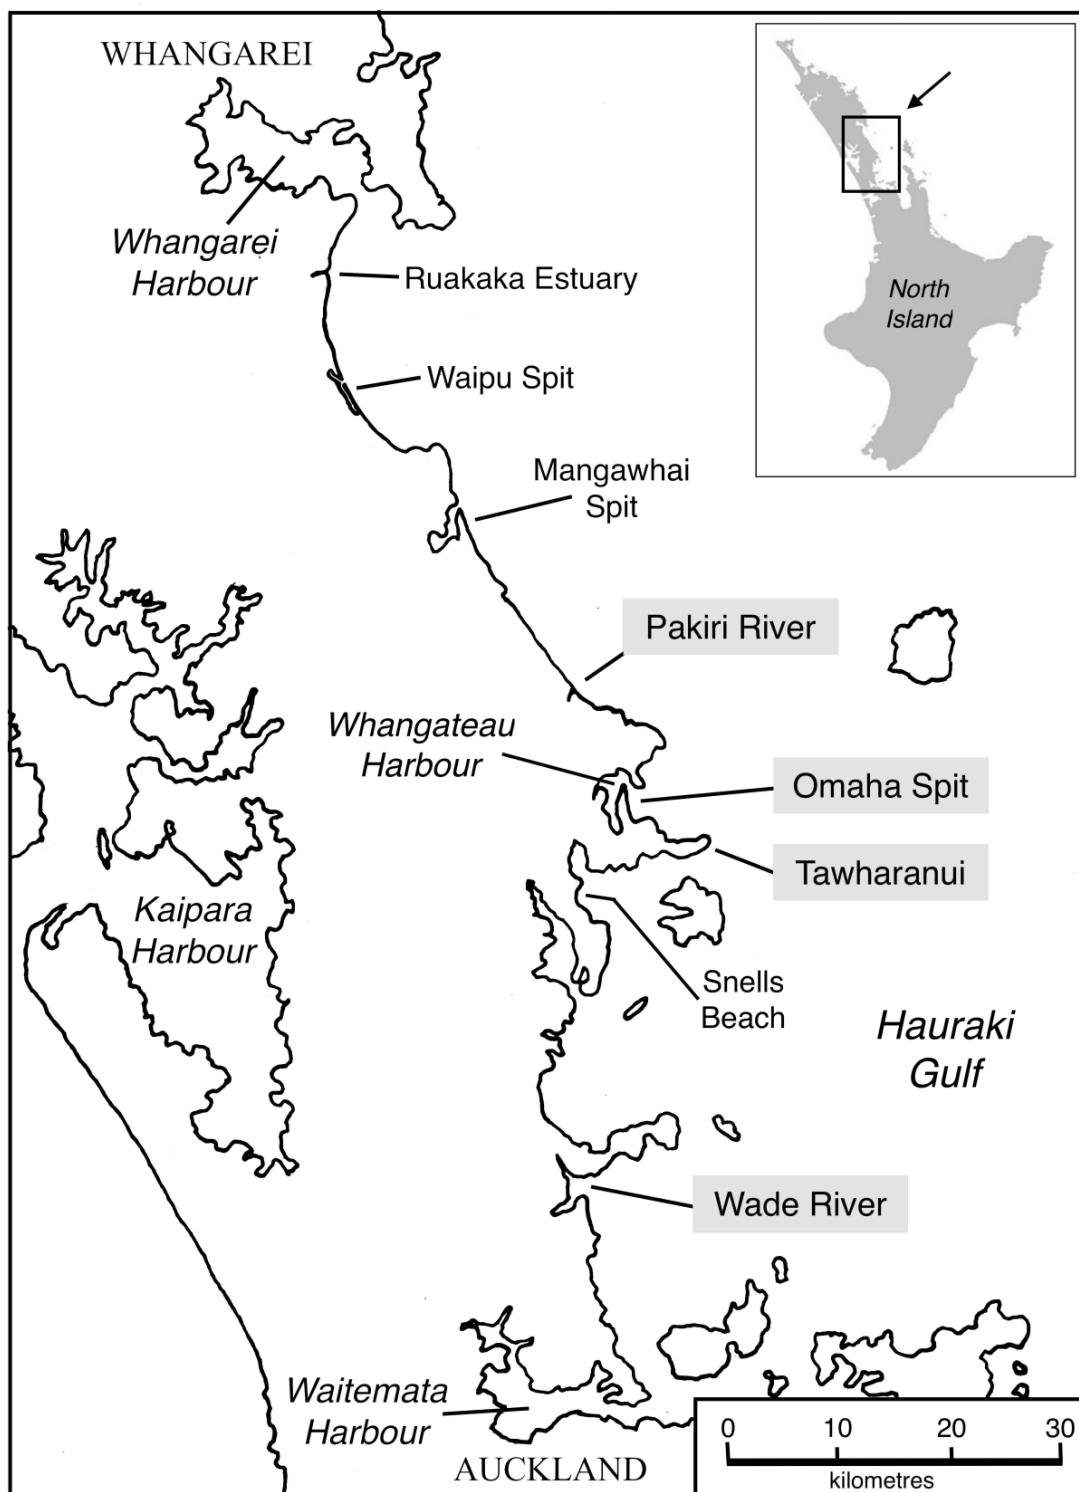 WHANGAREI
Whangarei
Harbour
Ruakaka Estuary
Waipu Spit
Mangawhai
Spit
North
Island
Pakiri River
Whangateau
Harbour
Omaha Spit
Tawharanui
Kaipara
Harbour
Snells
Beach
Hauraki
Gulf
Wade River
Waitemata
Harbour
AUCKLAND
0 10 20 30
kilometres